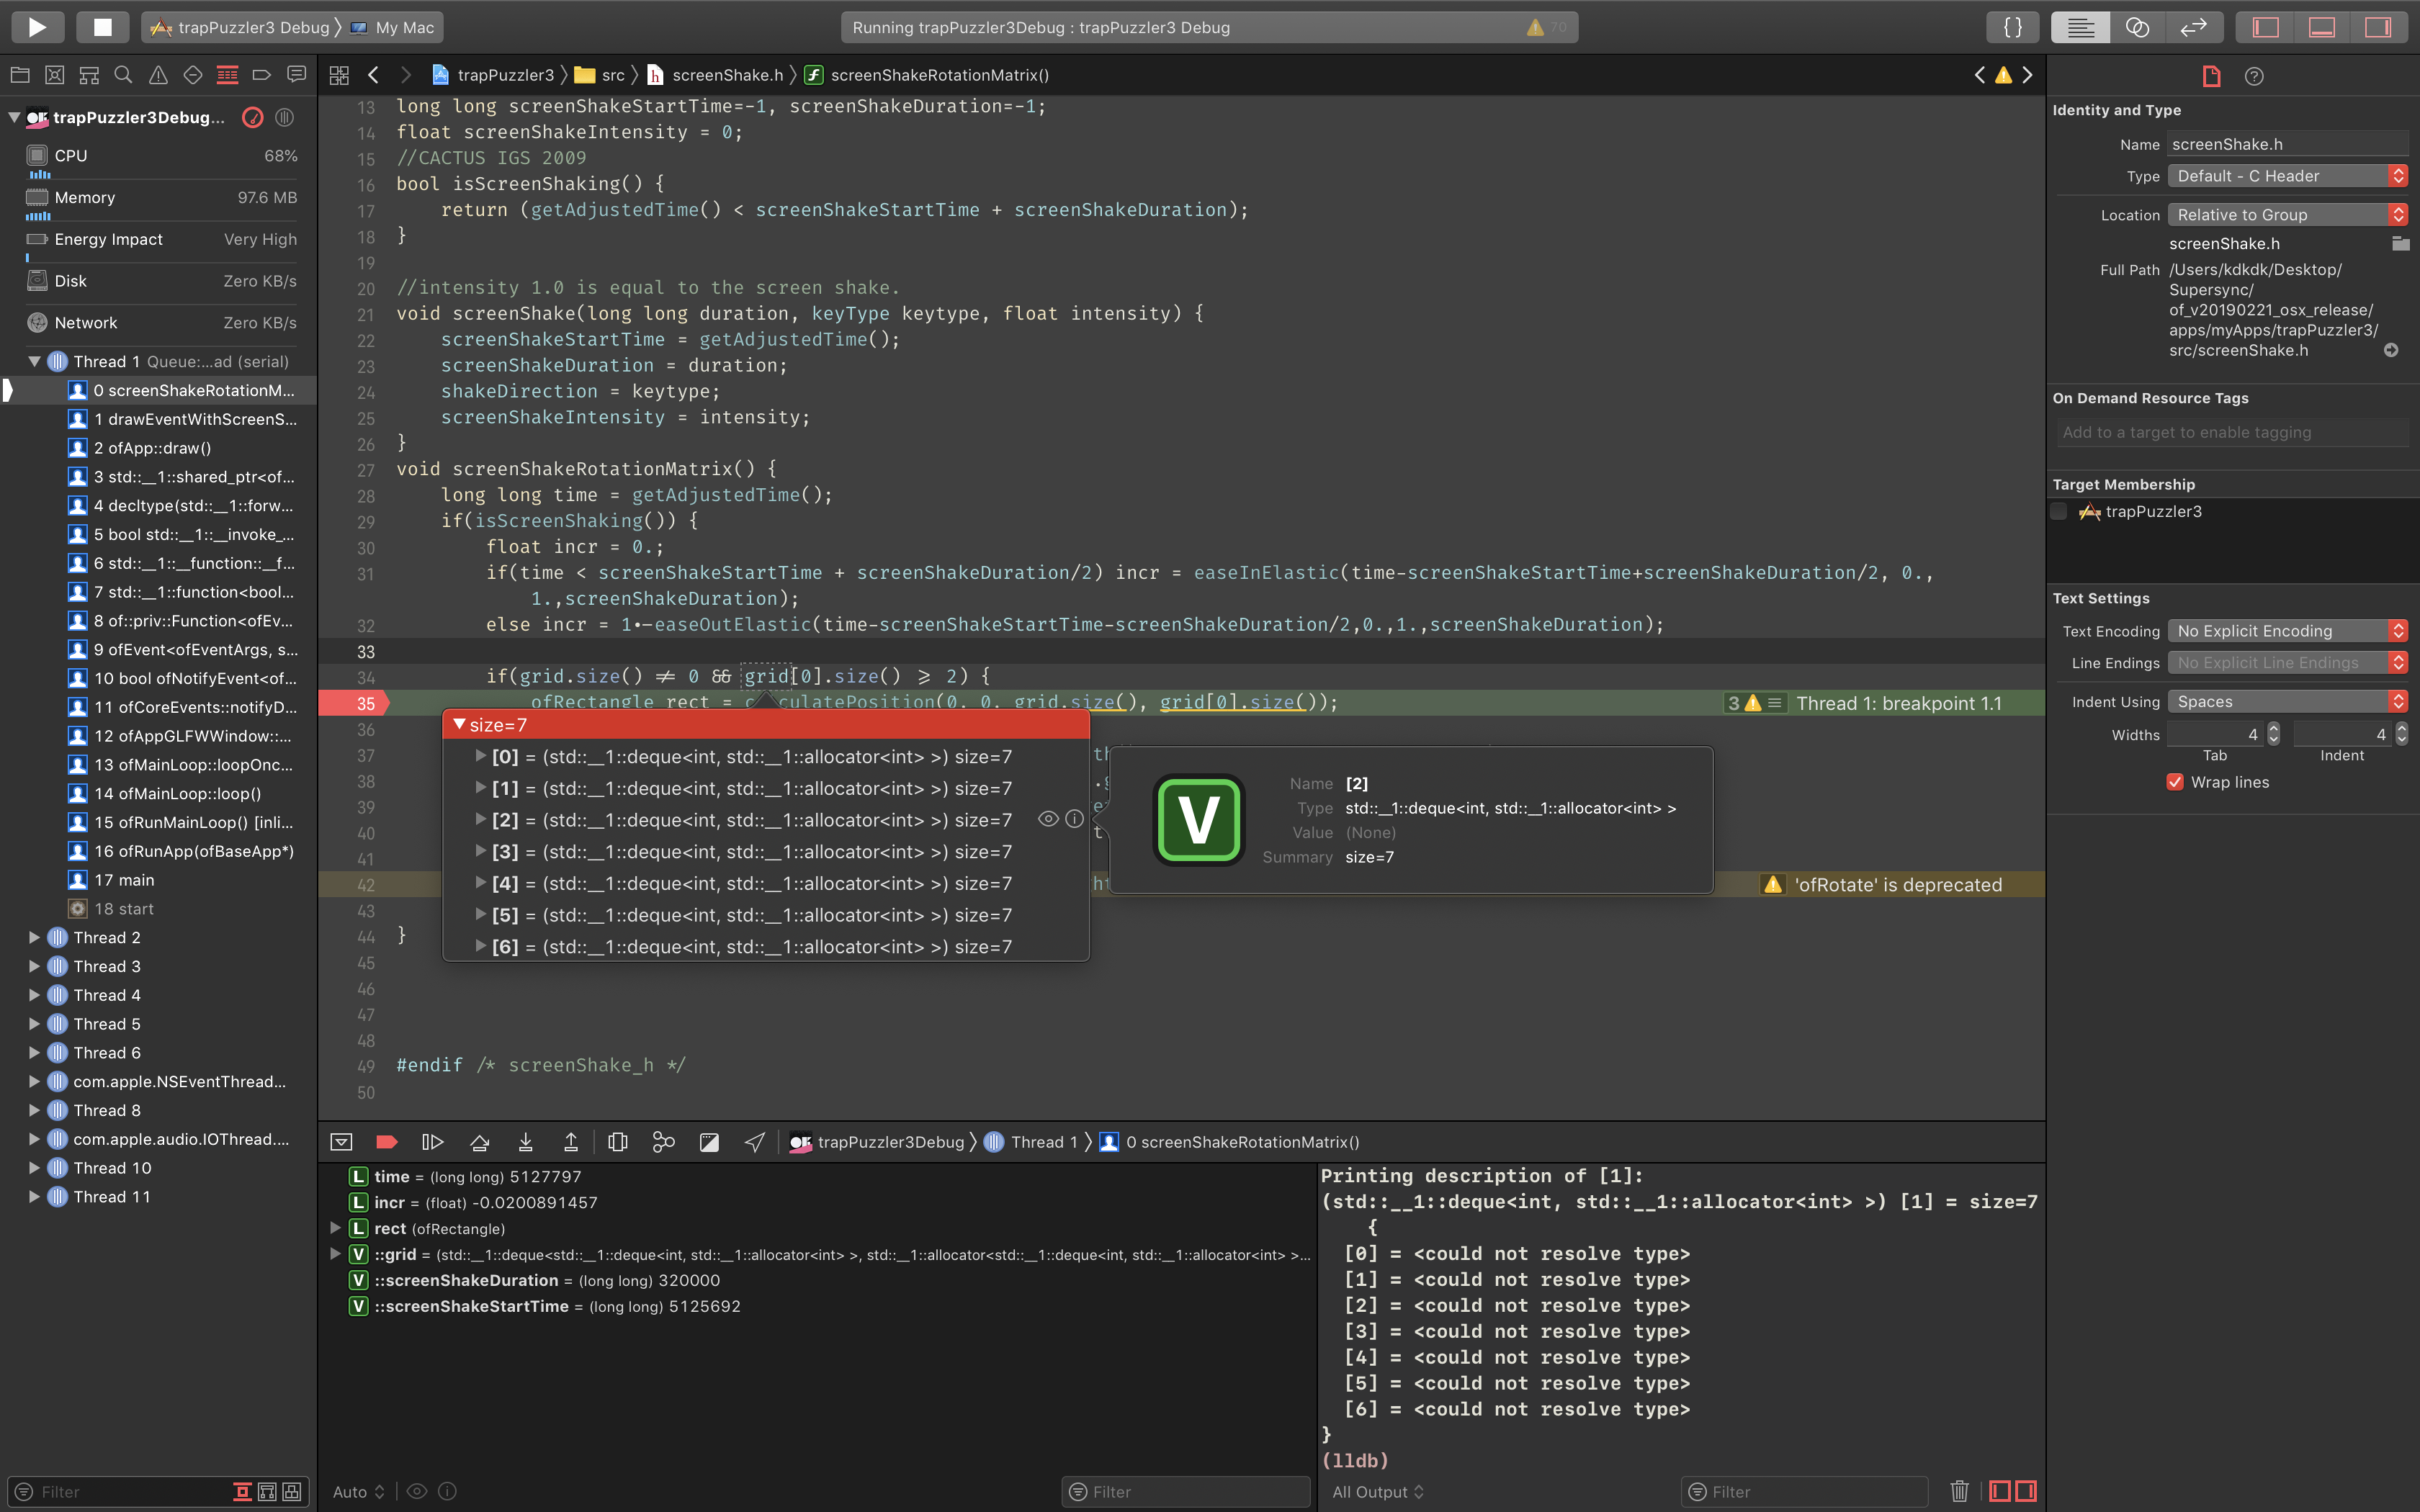 trapPuzzler3 Debug 〉 My Mac
Running trapPuzzler3Debug : trapPuzzler3 Debug
70
{}
trapPuzzler3Debug...
CPU 68%
Memory 97.6 MB
Energy Impact Very High
Disk Zero KB/s
Network Zero KB/s
Thread 1 Queue:...ad (serial)
0 screenShakeRotationM...
1 drawEventWithScreenS...
2 ofApp::draw()
3 std::__1::shared_ptr<of...
4 decltype(std::__1::forw...
5 bool std::__1::__invoke_...
6 std::__1::__function::__f...
7 std::__1::function<bool...
8 of::priv::Function<ofEv...
9 ofEvent<ofEventArgs, s...
10 bool ofNotifyEvent<of...
11 ofCoreEvents::notifyD...
12 ofAppGLFWWindow::...
13 ofMainLoop::loopOnc...
14 ofMainLoop::loop()
15 ofRunMainLoop() [inli...
16 ofRunApp(ofBaseApp*)
17 main
18 start
Thread 2
Thread 3
Thread 4
Thread 5
Thread 6
com.apple.NSEventThread...
Thread 8
com.apple.audio.IOThread....
Thread 10
Thread 11
Filter
trapPuzzler3 〉 src 〉 h screenShake.h 〉 f screenShakeRotationMatrix()
13 long long screenShakeStartTime=-1, screenShakeDuration=-1;
14 float screenShakeIntensity = 0;
15 //CACTUS IGS 2009
16 bool isScreenShaking() {
17 return (getAdjustedTime() < screenShakeStartTime + screenShakeDuration);
18 }
19
20 //intensity 1.0 is equal to the screen shake.
21 void screenShake(long long duration, keyType keytype, float intensity) {
22 screenShakeStartTime = getAdjustedTime();
23 screenShakeDuration = duration;
24 shakeDirection = keytype;
25 screenShakeIntensity = intensity;
26 }
27 void screenShakeRotationMatrix() {
28 long long time = getAdjustedTime();
29 if(isScreenShaking()) {
30 float incr = 0.;
31 if(time < screenShakeStartTime + screenShakeDuration/2) incr = easeInElastic(time-screenShakeStartTime+screenShakeDuration/2, 0.,
1.,screenShakeDuration);
32 else incr = 1.-easeOutElastic(time-screenShakeStartTime-screenShakeDuration/2,0.,1.,screenShakeDuration);
33
34 if(grid.size() ≠ 0 && grid[0].size() ⩾ 2) {
35 ofRectangle rect = culatePosition(0, 0, grid.size(), grid[0].size()); 3 Thread 1: breakpoint 1.1
36
37
38
39
40
41
42 'ofRotate' is deprecated
43
44 }
45
46
47
48
49 #endif /* screenShake_h */
50
size=7
[0] = (std::__1::deque<int, std::__1::allocator<int> >) size=7
[1] = (std::__1::deque<int, std::__1::allocator<int> >) size=7
[2] = (std::__1::deque<int, std::__1::allocator<int> >) size=7
[3] = (std::__1::deque<int, std::__1::allocator<int> >) size=7
[4] = (std::__1::deque<int, std::__1::allocator<int> >) size=7
[5] = (std::__1::deque<int, std::__1::allocator<int> >) size=7
[6] = (std::__1::deque<int, std::__1::allocator<int> >) size=7
V
Name [2]
Type std::__1::deque<int, std::__1::allocator<int> >
Value (None)
Summary size=7
trapPuzzler3Debug 〉 Thread 1 〉 0 screenShakeRotationMatrix()
L time = (long long) 5127797
L incr = (float) -0.0200891457
L rect (ofRectangle)
V ::grid = (std::__1::deque<std::__1::deque<int, std::__1::allocator<int> >, std::__1::allocator<std::__1::deque<int, std::__1::allocator<int> >...
V ::screenShakeDuration = (long long) 320000
V ::screenShakeStartTime = (long long) 5125692
Auto
Filter
Printing description of [1]:
(std::__1::deque<int, std::__1::allocator<int> >) [1] = size=7
{
[0] = <could not resolve type>
[1] = <could not resolve type>
[2] = <could not resolve type>
[3] = <could not resolve type>
[4] = <could not resolve type>
[5] = <could not resolve type>
[6] = <could not resolve type>
}
(lldb)
All Output
Filter
Identity and Type
Name screenShake.h
Type Default - C Header
Location Relative to Group
screenShake.h
Full Path /Users/kdkdk/Desktop/
Supersync/
of_v20190221_osx_release/
apps/myApps/trapPuzzler3/
src/screenShake.h
On Demand Resource Tags
Add to a target to enable tagging
Target Membership
trapPuzzler3
Text Settings
Text Encoding No Explicit Encoding
Line Endings No Explicit Line Endings
Indent Using Spaces
Widths 4 4
Tab Indent
Wrap lines